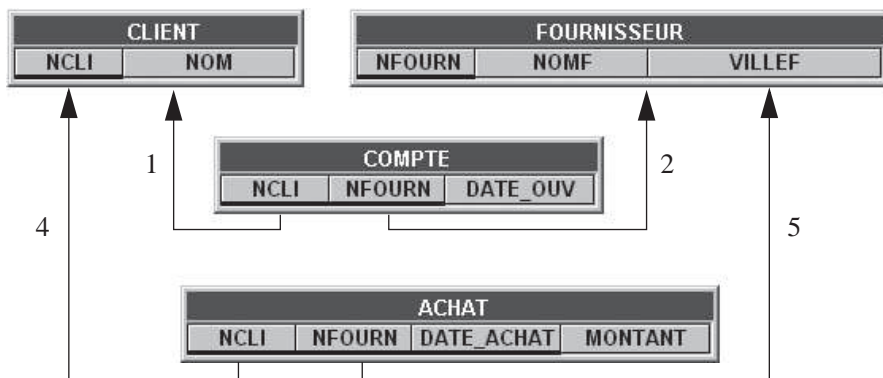 CLIENT FOURNISSEUR
NCLI NOM NFOURN NOMF VILLEF
1 COMPTE 2
NCLI NFOURN DATE_OUV
4 5
ACHAT
NCLI NFOURN DATE_ACHAT MONTANT